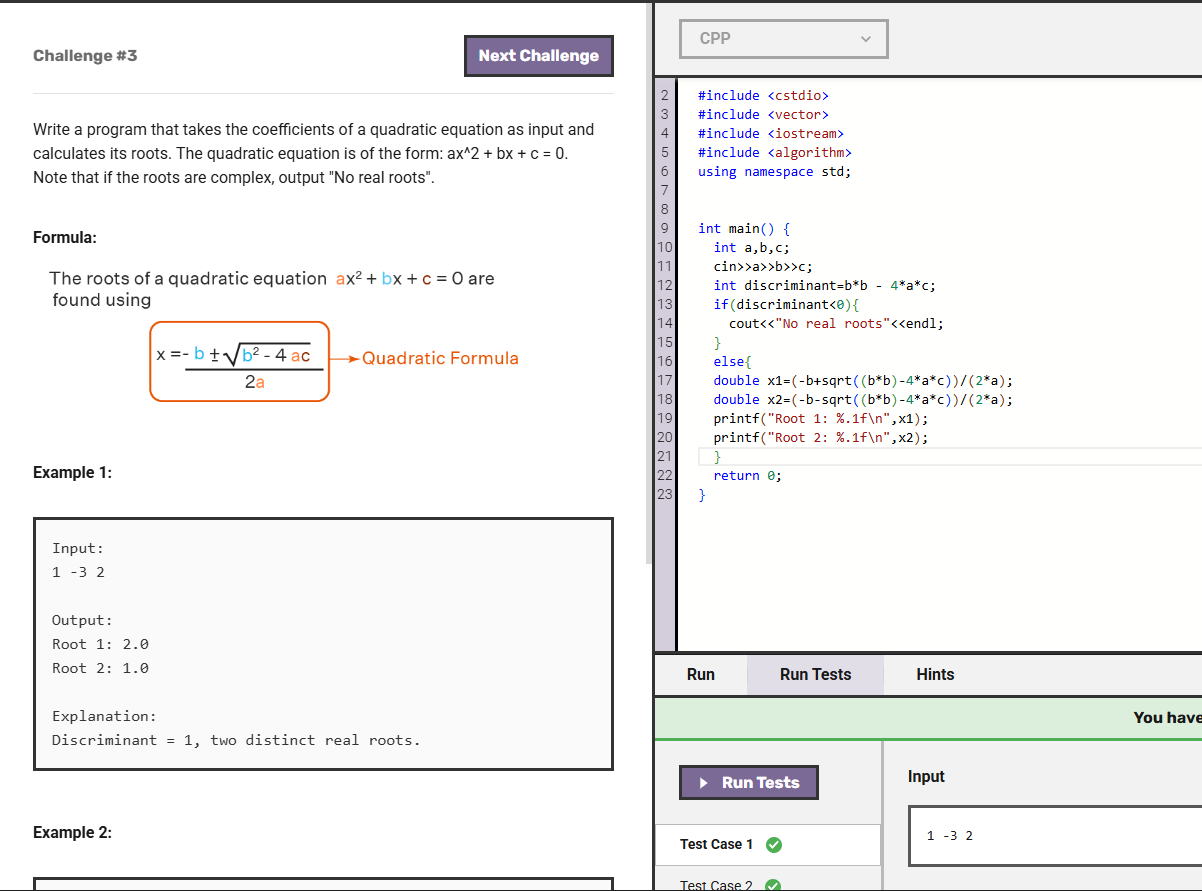 Challenge #3
Next Challenge
Write a program that takes the coefficients of a quadratic equation as input and
calculates its roots. The quadratic equation is of the form: ax^2 + bx + c = 0.
Note that if the roots are complex, output "No real roots".
Formula:
The roots of a quadratic equation ax² + bx + c = 0 are
found using
x = - b ± √b² - 4 ac
2a
Quadratic Formula
Example 1:
Input:
1 -3 2
Output:
Root 1: 2.0
Root 2: 1.0
Explanation:
Discriminant = 1, two distinct real roots.
Example 2:
CPP
2 #include <cstdio>
3 #include <vector>
4 #include <iostream>
5 #include <algorithm>
6 using namespace std;
7
8
9 int main() {
10 int a,b,c;
11 cin>>a>>b>>c;
12 int discriminant=b*b - 4*a*c;
13 if(discriminant<0){
14 cout<<"No real roots"<<endl;
15 }
16 else{
17 double x1=(-b+sqrt((b*b)-4*a*c))/(2*a);
18 double x2=(-b-sqrt((b*b)-4*a*c))/(2*a);
19 printf("Root 1: %.1f\n",x1);
20 printf("Root 2: %.1f\n",x2);
21 }
22 return 0;
23 }
Run Run Tests Hints
You have
Run Tests
Test Case 1
Test Case 2
Input
1 -3 2